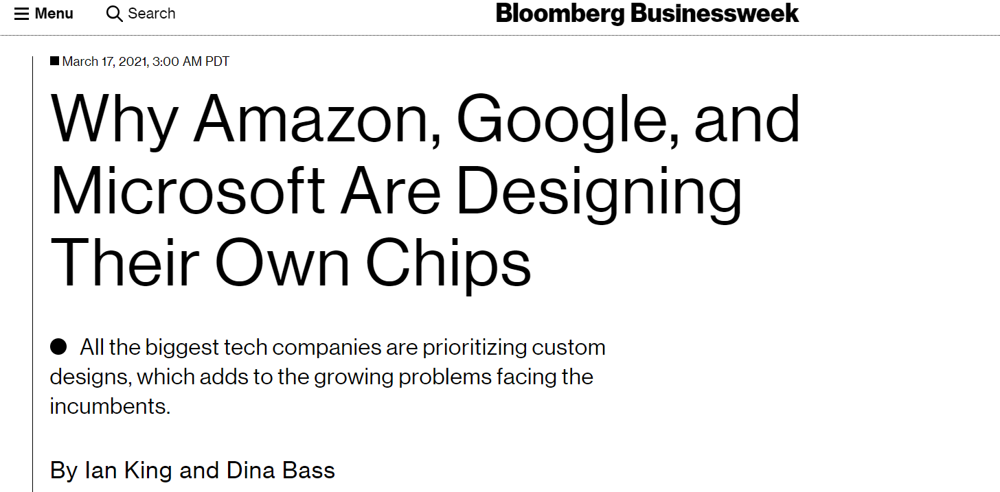 Menu Search Bloomberg Businessweek
March 17, 2021, 3:00 AM PDT
Why Amazon, Google, and
Microsoft Are Designing
Their Own Chips
All the biggest tech companies are prioritizing custom
designs, which adds to the growing problems facing the
incumbents.
By Ian King and Dina Bass